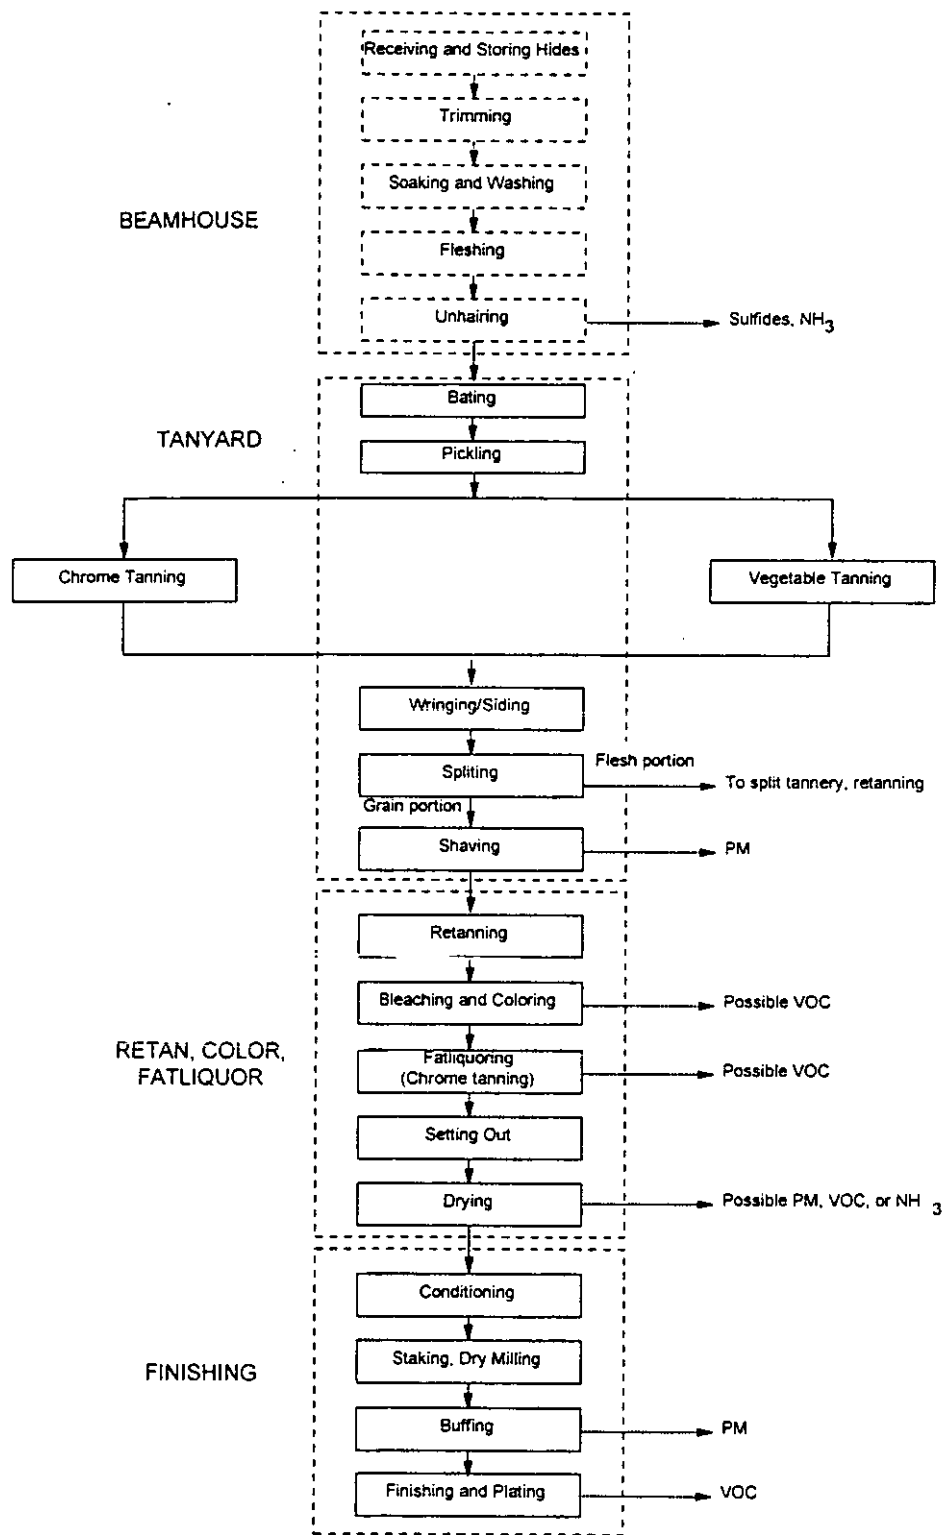 Receiving and Storing Hides
Trimming
Soaking and Washing
BEAMHOUSE
Fleshing
Unhairing
Sulfides, NH3
Bating
TANYARD
Pickling
Chrome Tanning
Vegetable Tanning
Wringing/Siding
Flesh portion
Spliting
To split tannery, retanning
Grain portion
Shaving
PM
Retanning
Bleaching and Coloring
Possible VOC
RETAN, COLOR,
FATLIQUOR
Fatliquoring
(Chrome tanning)
Possible VOC
Setting Out
Drying
Possible PM, VOC, or NH 3
Conditioning
Staking, Dry Milling
FINISHING
Buffing
PM
Finishing and Plating
VOC